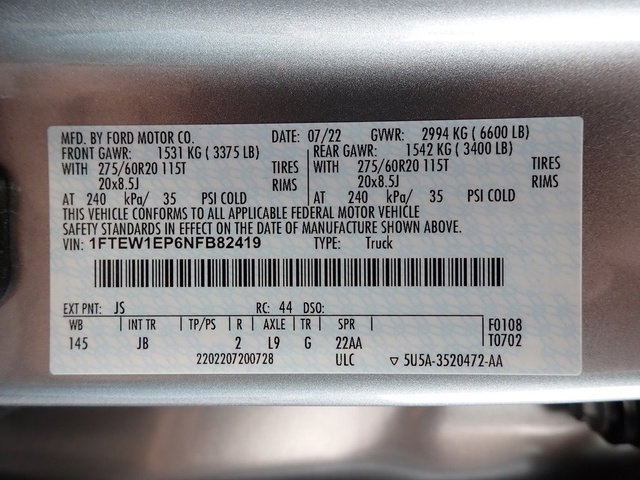 MFD. BY FORD MOTOR CO. DATE: 07/22 GVWR: 2994 KG ( 6600 LB)
FRONT GAWR: 1531 KG ( 3375 LB) REAR GAWR: 1542 KG ( 3400 LB)
WITH 275/60R20 115T TIRES WITH 275/60R20 115T TIRES
20x8.5J RIMS 20x8.5J RIMS
AT 240 kPa/ 35 PSI COLD AT 240 kPa/ 35 PSI COLD
THIS VEHICLE CONFORMS TO ALL APPLICABLE FEDERAL MOTOR VEHICLE
SAFETY STANDARDS IN EFFECT ON THE DATE OF MANUFACTURE SHOWN ABOVE.
VIN: 1FTEW1EP6NFB82419 TYPE: Truck
EXT PNT: JS RC: 44 DSO:
WB INT TR TP/PS R AXLE TR SPR F0108
145 JB 2 L9 G 22AA T0702
2202207200728 ULC ▽ 5U5A-3520472-AA